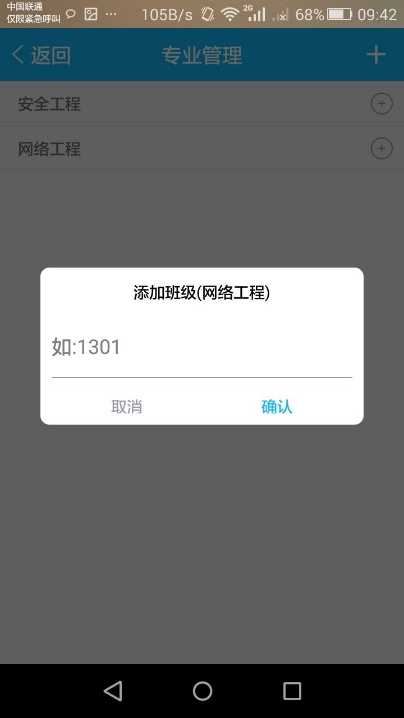 中国联通
仅限紧急呼叫
105B/s 2G 68% 09:42
返回 专业管理
安全工程
网络工程
添加班级(网络工程)
如:1301
取消 确认